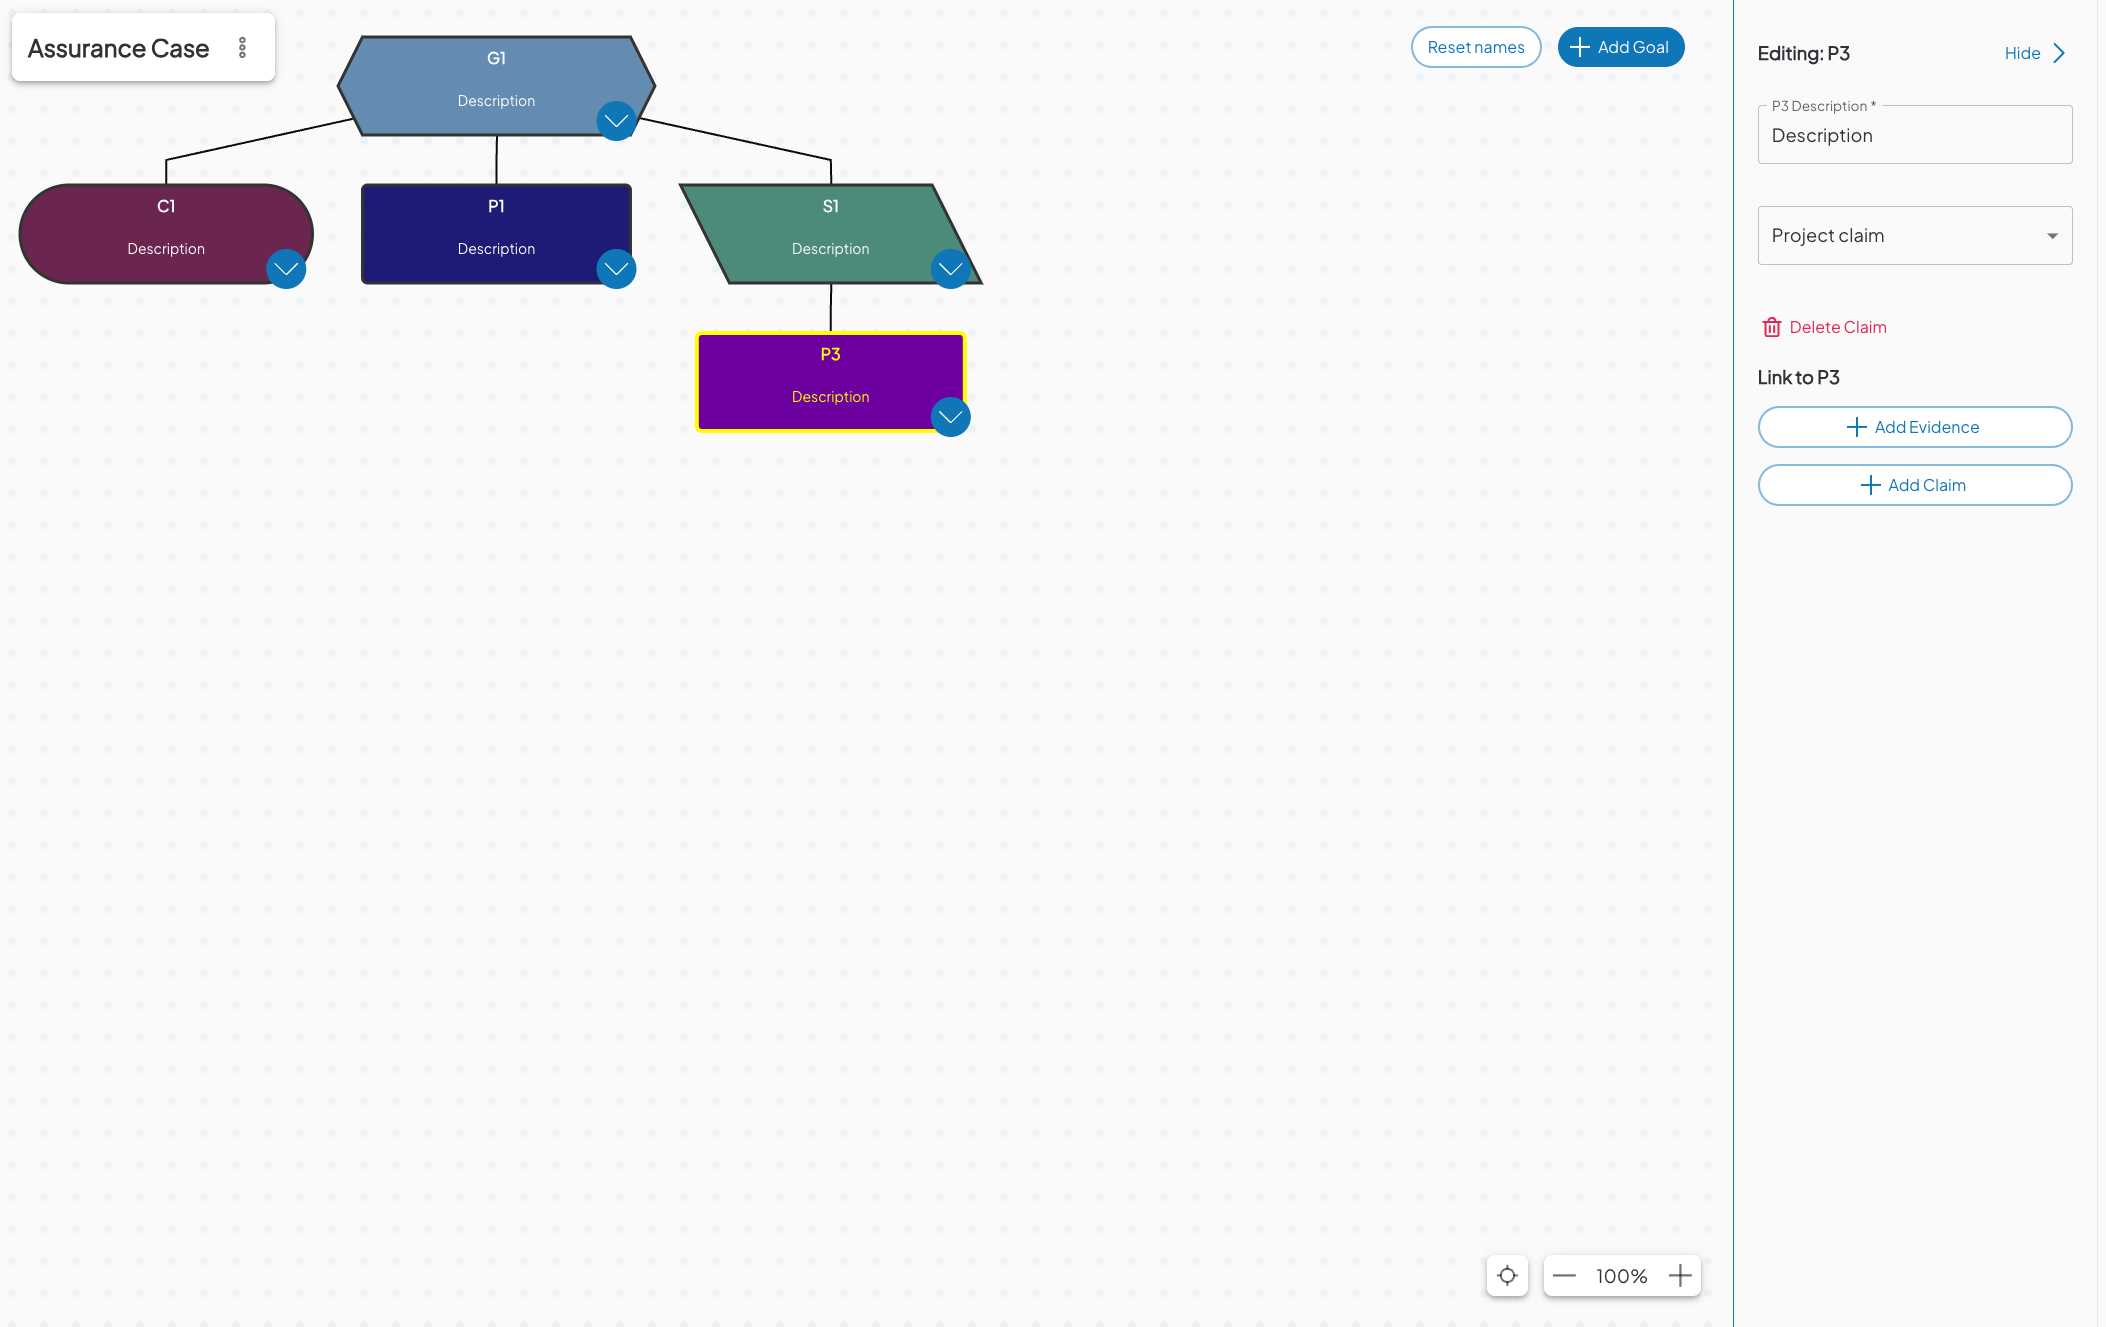 Assurance Case
G1
Description
Reset names
Add Goal
C1
Description
P1
Description
S1
Description
P3
Description
100%
Editing: P3
Hide
P3 Description *
Description
Project claim
Delete Claim
Link to P3
Add Evidence
Add Claim